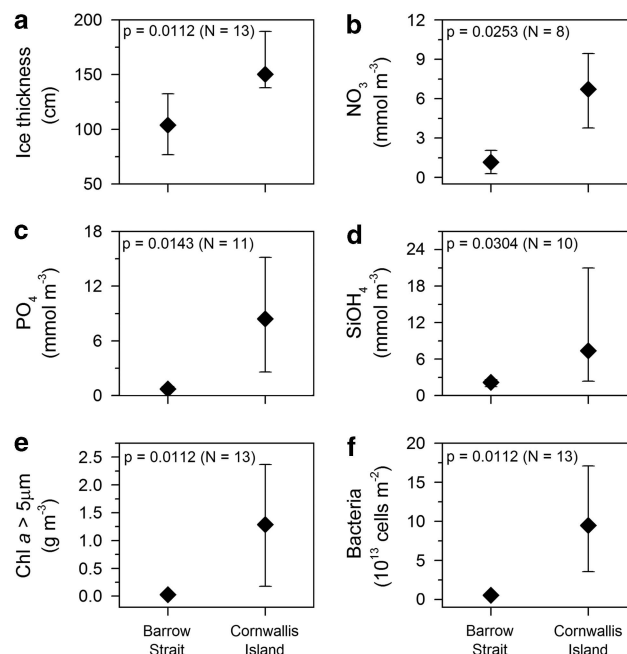 a
p = 0.0112 (N = 13)
200
150
100
50
Ice thickness
(cm)
b
p = 0.0253 (N = 8)
12
9
6
3
0
NO3
(mmol m-3)
c
p = 0.0143 (N = 11)
18
12
6
0
PO4
(mmol m-3)
d
p = 0.0304 (N = 10)
24
18
12
6
0
SiOH4
(mmol m-3)
e
p = 0.0112 (N = 13)
2.5
2.0
1.5
1.0
0.5
0.0
Chl a > 5μm
(g m-3)
Barrow
Strait
Cornwallis
Island
f
p = 0.0112 (N = 13)
20
15
10
5
0
Bacteria
(10^13 cells m-2)
Barrow
Strait
Cornwallis
Island